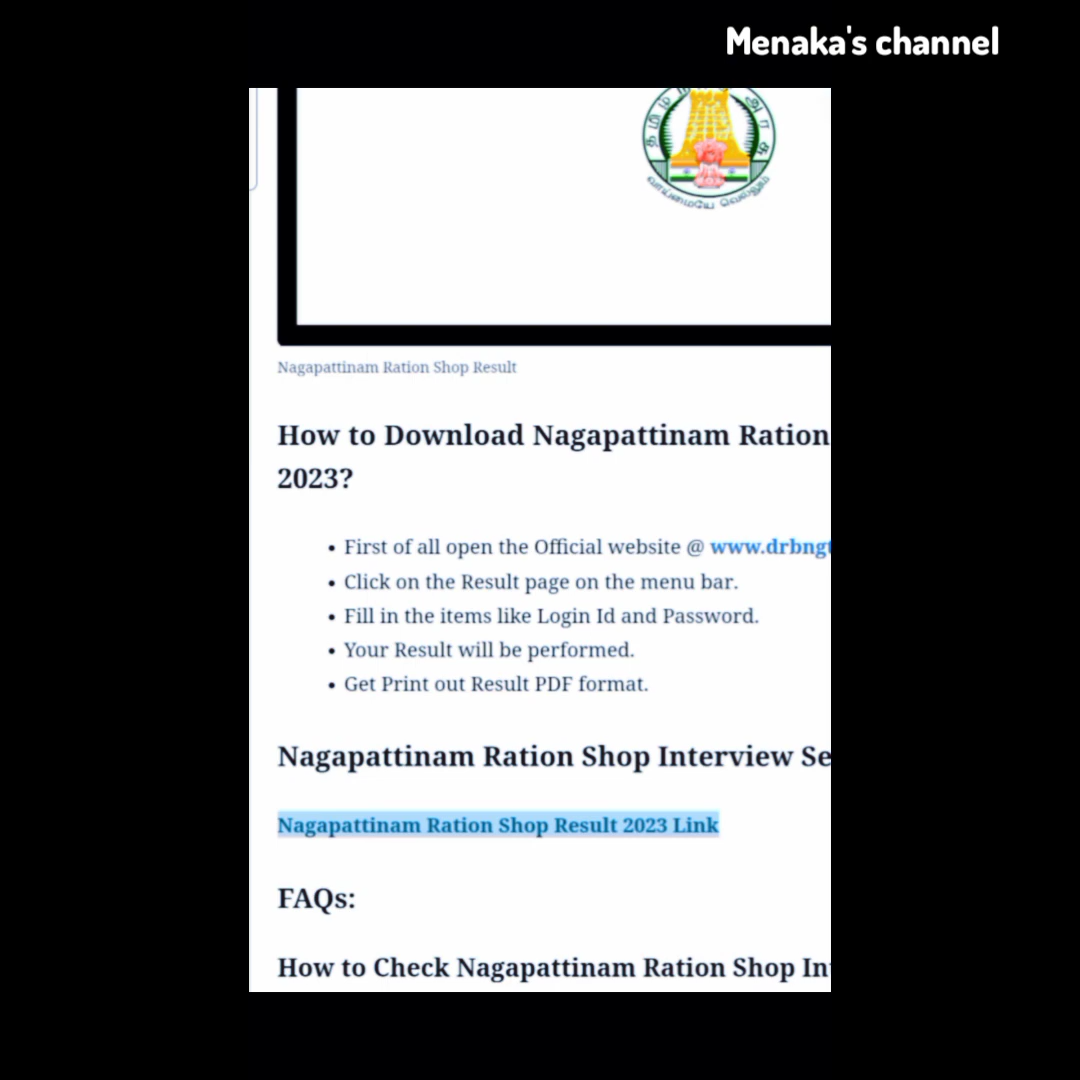 Menaka's channel
தமிழ அரசு
வாய்மையே வெல்லும்
Nagapattinam Ration Shop Result
How to Download Nagapattinam Ration
2023?
• First of all open the Official website @ www.drbngt
• Click on the Result page on the menu bar.
• Fill in the items like Login Id and Password.
• Your Result will be performed.
• Get Print out Result PDF format.
Nagapattinam Ration Shop Interview Se
Nagapattinam Ration Shop Result 2023 Link
FAQs:
How to Check Nagapattinam Ration Shop In